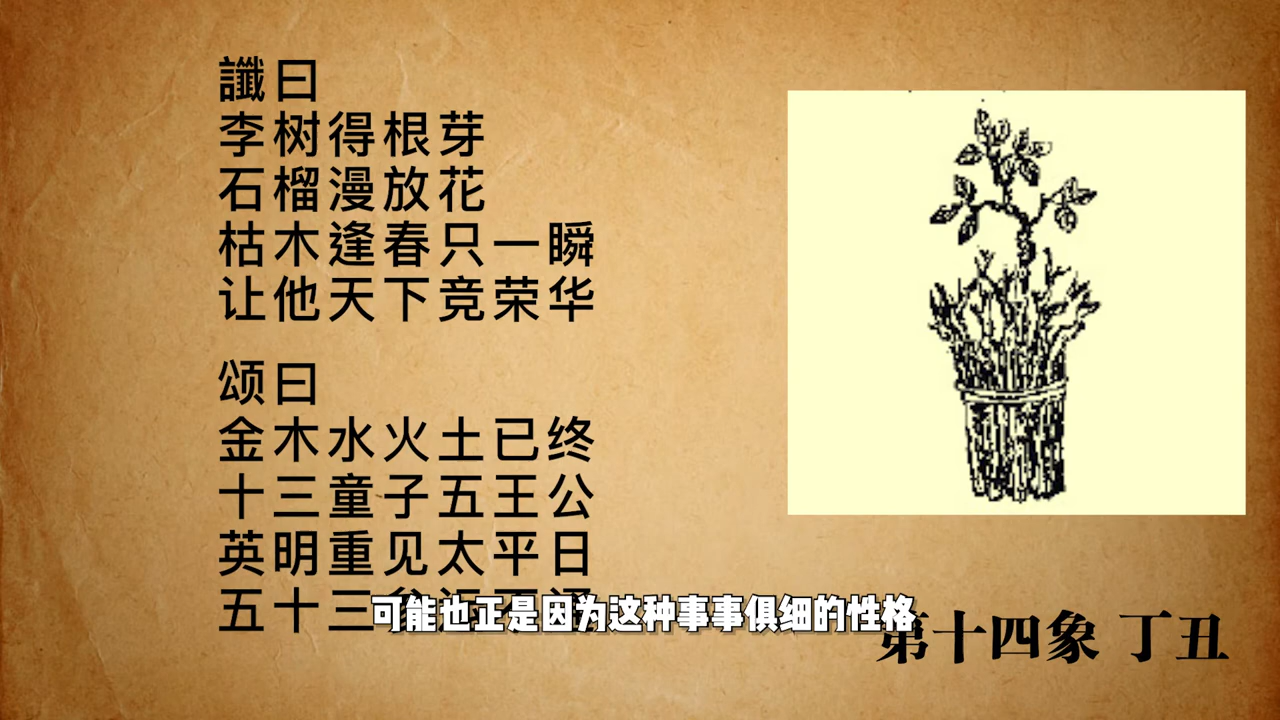 讖曰
李树得根芽
石榴漫放花
枯木逢春只一瞬
让他天下竞荣华
颂曰
金木水火土已终
十三童子五王公
英明重见太平日
五十三
可能也正是因为这种事事俱细的性格
第十四象 丁丑